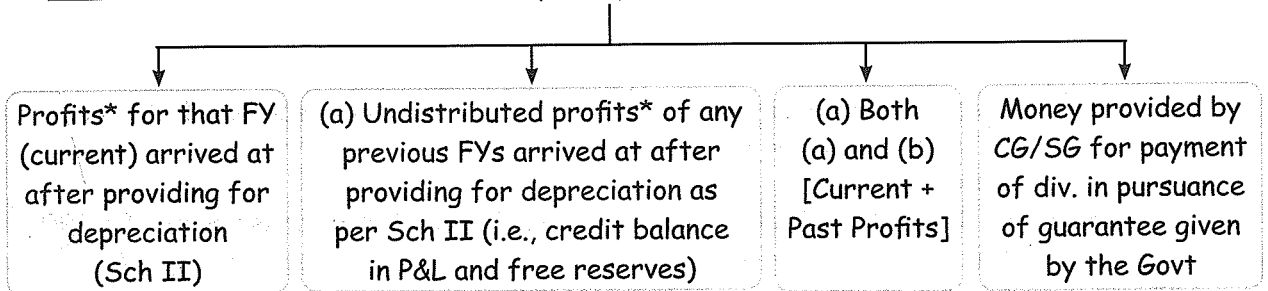 Profits* for that FY
(current) arrived at
after providing for
depreciation
(Sch II)
(a) Undistributed profits* of any
previous FYs arrived at after
providing for depreciation as
per Sch II (i.e., credit balance
in P&L and free reserves)
(a) Both
(a) and (b)
[Current +
Past Profits]
Money provided by
CG/SG for payment
of div. in pursuance
of guarantee given
by the Govt